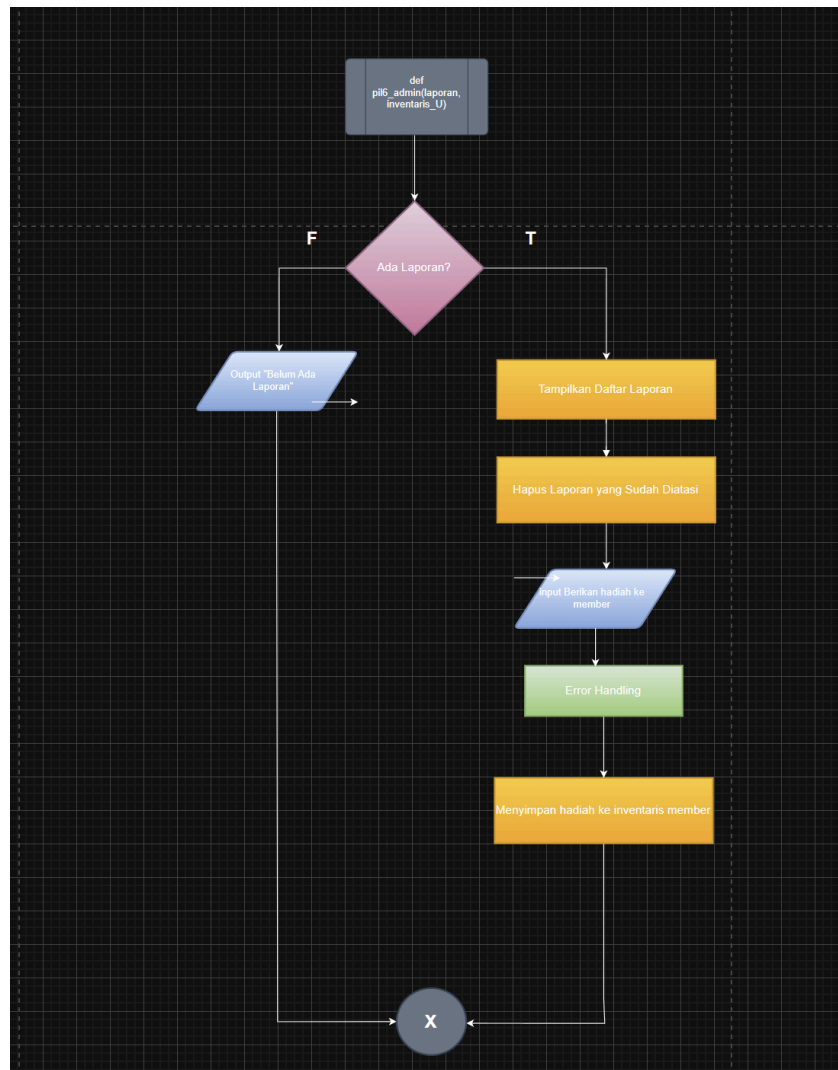 def
pil6_admin(laporan,
inventaris_U)
F
T
Ada Laporan?
Output "Belum Ada
Laporan"
Tampilkan Daftar Laporan
Hapus Laporan yang Sudah Diatasi
Input Berikan hadiah ke
member
Error Handling
Menyimpan hadiah ke inventaris member
X